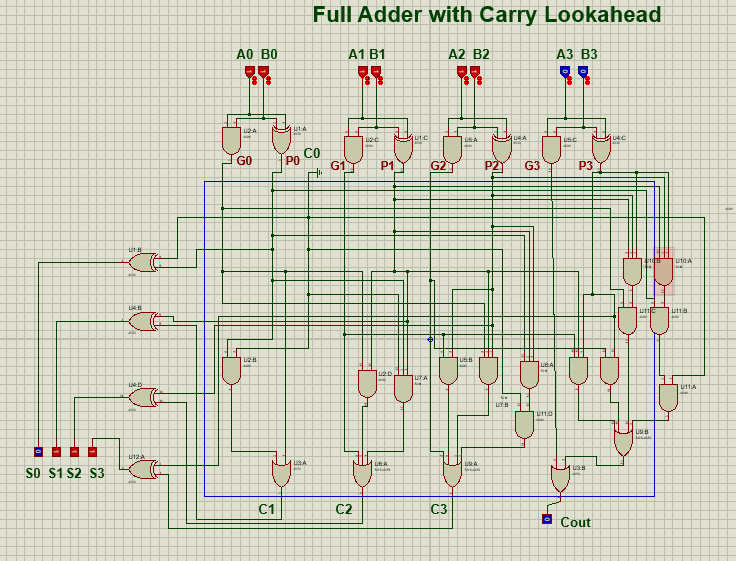 Full Adder with Carry Lookahead
A0 B0 A1 B1 A2 B2 A3 B3
U2:A U1:A U2:C U1:C U5:A U4:A U5:C U4:C
G0 P0 C0 G1 P1 G2 P2 G3 P3
U1:B U10:A
U4:B U11:C U11:B
U2:B U2:D U7:A U5:B U8:A
U4:D U7:B U11:D U11:A
U12:A U3:A U6:A U9:A U3:B U9:B
S0 S1 S2 S3
C1 C2 C3 Cout